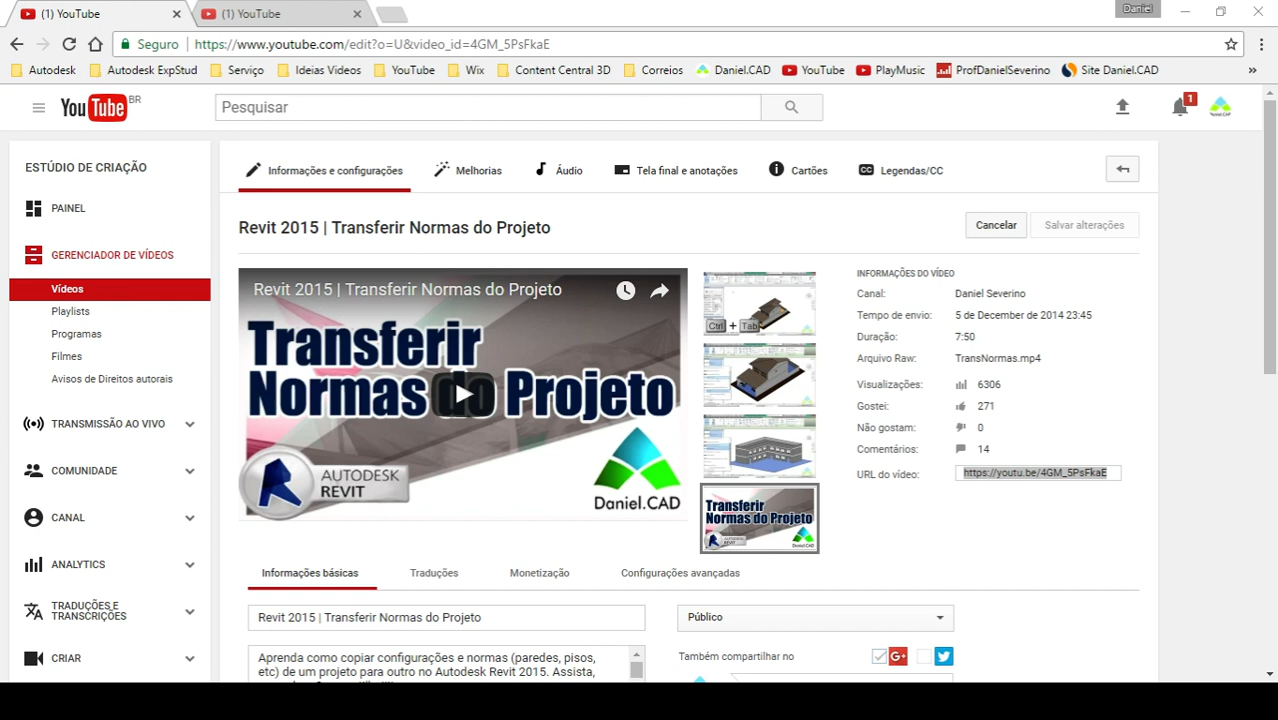 (1) YouTube
(1) YouTube
Daniel
Seguro
https://www.youtube.com/edit?o=U&video_id=4GM_5PsFkaE
Autodesk
Autodesk ExpStud
Serviço
Ideias Videos
YouTube
Wix
Content Central 3D
Correios
Daniel.CAD
YouTube
PlayMusic
ProfDanielSeverino
Site Daniel.CAD
»
YouTube BR
Pesquisar
1
ESTÚDIO DE CRIAÇÃO
PAINEL
GERENCIADOR DE VÍDEOS
Vídeos
Playlists
Programas
Filmes
Avisos de Direitos autorais
TRANSMISSÃO AO VIVO
COMUNIDADE
CANAL
ANALYTICS
TRADUÇÕES E
TRANSCRIÇÕES
CRIAR
Informações e configurações
Melhorias
Áudio
Tela final e anotações
Cartões
CC Legendas/CC
Revit 2015 | Transferir Normas do Projeto
Cancelar
Salvar alterações
Revit 2015 | Transferir Normas do Projeto
Transferir
Normas do Projeto
AUTODESK
REVIT
Daniel.CAD
Ctrl + Tab
Transferir
Normas do Projeto
AUTODESK
REVIT
Daniel.CAD
INFORMAÇÕES DO VÍDEO
Canal: Daniel Severino
Tempo de envio: 5 de December de 2014 23:45
Duração: 7:50
Arquivo Raw: TransNormas.mp4
Visualizações: 6306
Gostei: 271
Não gostam: 0
Comentários: 14
URL do vídeo: https://youtu.be/4GM_5PsFkaE
Informações básicas
Traduções
Monetização
Configurações avançadas
Revit 2015 | Transferir Normas do Projeto
Público
Aprenda como copiar configurações e normas (paredes, pisos,
etc) de um projeto para outro no Autodesk Revit 2015. Assista,
Também compartilhar no
G+